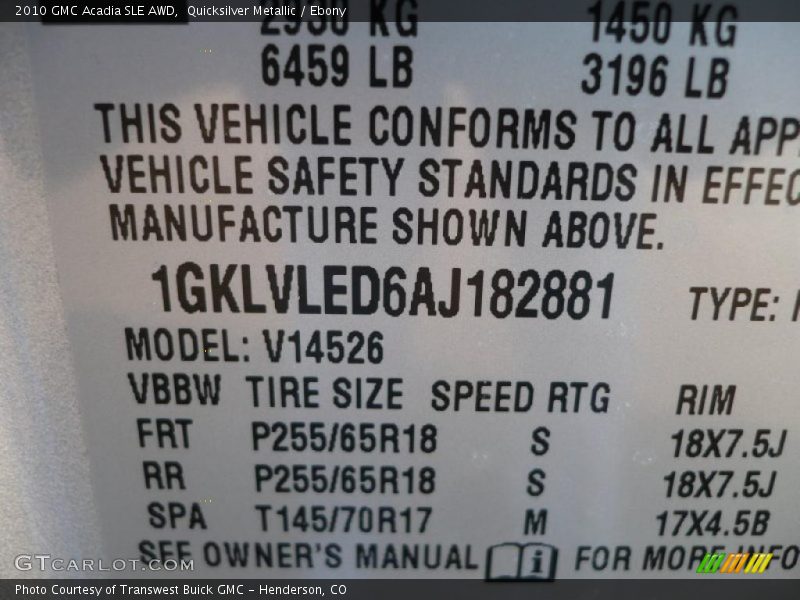 2010 GMC Acadia SLE AWD, Quicksilver Metallic / Ebony
KG 1450 KG
6459 LB 3196 LB
THIS VEHICLE CONFORMS TO ALL
VEHICLE SAFETY STANDARDS IN
MANUFACTURE SHOWN ABOVE.
1GKLVLED6AJ182881 TYPE:
MODEL: V14526
VBBW TIRE SIZE SPEED RTG RIM
FRT P255/65R18 S 18X7.5J
RR P255/65R18 S 18X7.5J
SPA T145/70R17 M 17X4.5B
SEE OWNER'S MANUAL FOR MORE INFO
GTCarlot.com
Photo Courtesy of Transwest Buick GMC - Henderson, CO